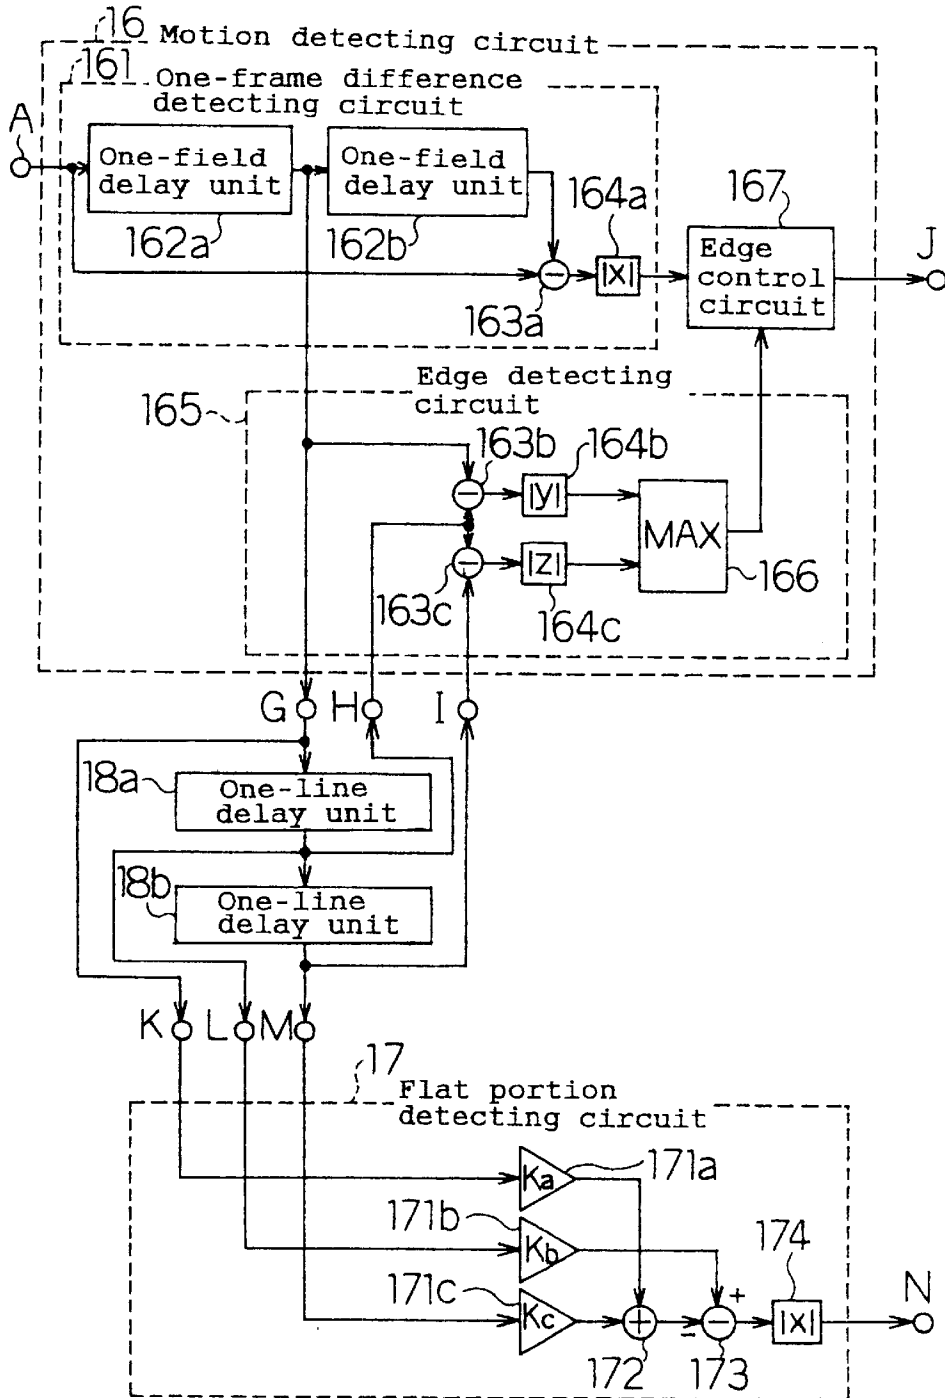 16 Motion detecting circuit
161 One-frame difference
detecting circuit
A
One-field
delay unit
One-field
delay unit
162a
162b
164a
|X|
163a
167
Edge
control
circuit
J
Edge detecting
circuit
165
163b
164b
|y|
MAX
166
163c
|Z|
164c
G
H
I
18a
One-line
delay unit
18b
One-line
delay unit
K
L
M
17
Flat portion
detecting circuit
Ka
171a
171b
Kb
171c
Kc
172
+
-
173
174
|X|
N